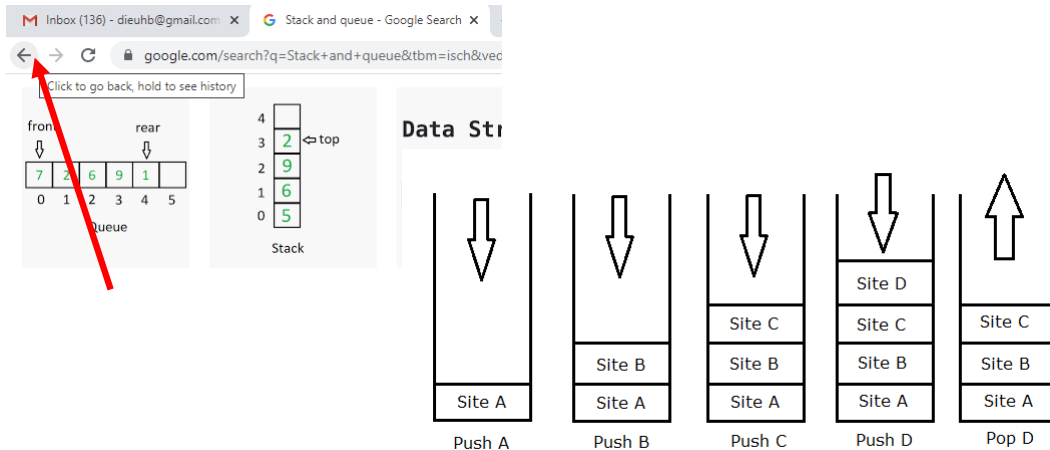 Inbox (136) - dieuhb@gmail.com
Stack and queue - Google Search
google.com/search?q=Stack+and+queue&tbm=isch&ved
Click to go back, hold to see history
front rear
7 2 6 9 1
0 1 2 3 4 5
Queue
4
3 2 top
2 9
1 6
0 5
Stack
Data Str
Site A
Push A
Site B
Site A
Push B
Site C
Site B
Site A
Push C
Site D
Site C
Site B
Site A
Push D
Site C
Site B
Site A
Pop D